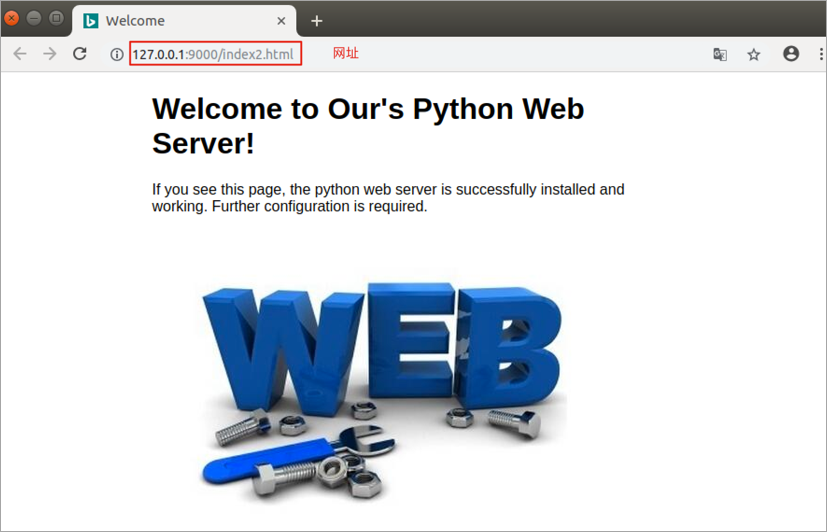 Welcome
127.0.0.1:9000/index2.html
网址
Welcome to Our's Python Web
Server!
If you see this page, the python web server is successfully installed and
working. Further configuration is required.
WEB